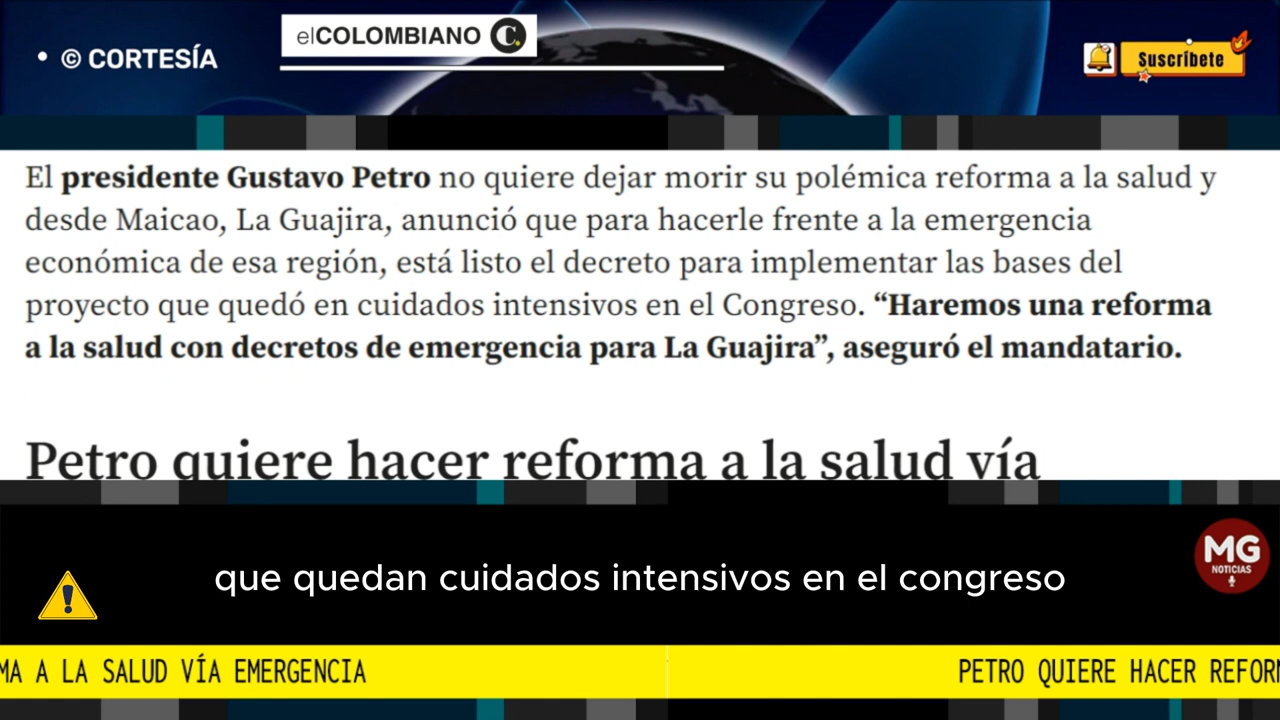 • © CORTESÍA
elCOLOMBIANO C
Suscríbete
El presidente Gustavo Petro no quiere dejar morir su polémica reforma a la salud y
desde Maicao, La Guajira, anunció que para hacerle frente a la emergencia
económica de esa región, está listo el decreto para implementar las bases del
proyecto que quedó en cuidados intensivos en el Congreso. “Haremos una reforma
a la salud con decretos de emergencia para La Guajira”, aseguró el mandatario.
Petro quiere hacer reforma a la salud vía
MG
NOTICIAS
que quedan cuidados intensivos en el congreso
MA A LA SALUD VÍA EMERGENCIA
PETRO QUIERE HACER REFORM